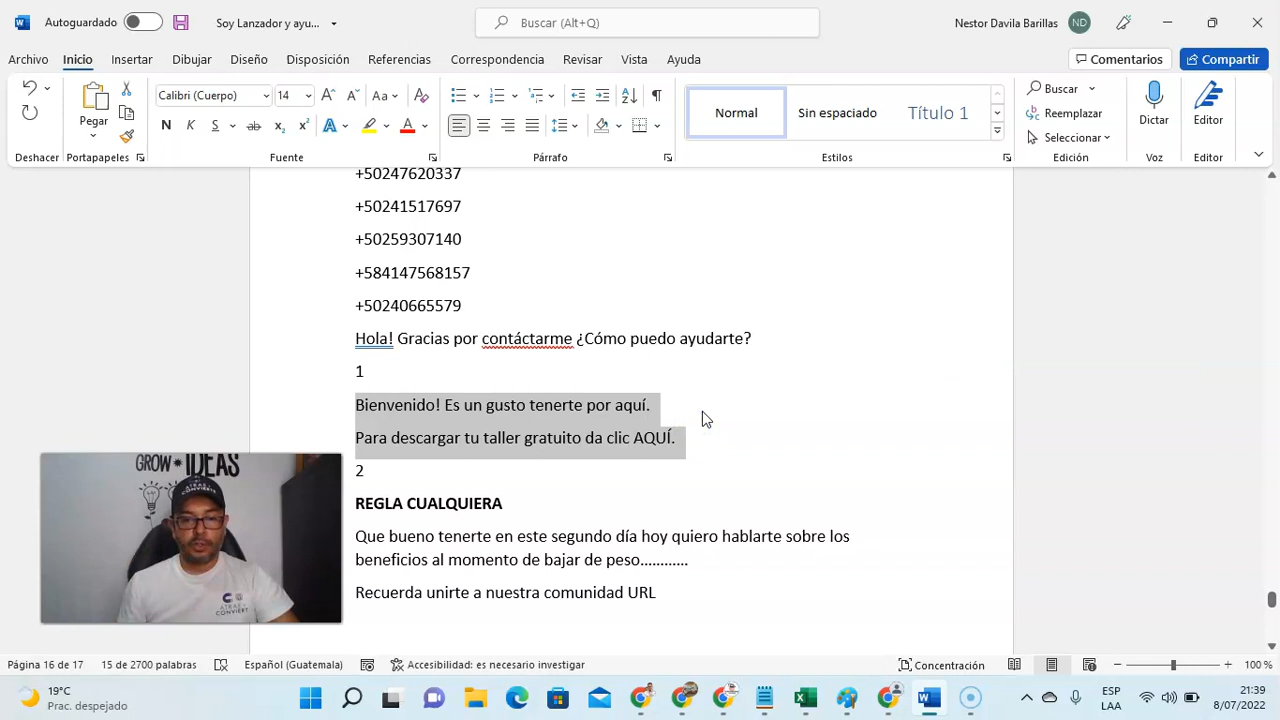 Autoguardado
Soy Lanzador y ayu...
Buscar (Alt+Q)
Nestor Davila Barillas
ND
Archivo
Inicio
Insertar
Dibujar
Diseño
Disposición
Referencias
Correspondencia
Revisar
Vista
Ayuda
Comentarios
Compartir
Pegar
Calibri (Cuerpo)
14
Normal
Sin espaciado
Título 1
Buscar
Reemplazar
Seleccionar
Dictar
Editor
Deshacer
Portapapeles
Fuente
Párrafo
Estilos
Edición
Voz
Editor
+50247620337
+50241517697
+50259307140
+584147568157
+50240665579
Hola! Gracias por contáctarme ¿Cómo puedo ayudarte?
1
Bienvenido! Es un gusto tenerte por aquí.
Para descargar tu taller gratuito da clic AQUÍ.
2
REGLA CUALQUIERA
Que bueno tenerte en este segundo día hoy quiero hablarte sobre los
beneficios al momento de bajar de peso............
Recuerda unirte a nuestra comunidad URL
GROW IDEAS
ATRAE Y
CONVIERTE
Página 16 de 17
15 de 2700 palabras
Español (Guatemala)
Accesibilidad: es necesario investigar
Concentración
100 %
19°C
Prac. despejado
ESP
LAA
21:39
8/07/2022